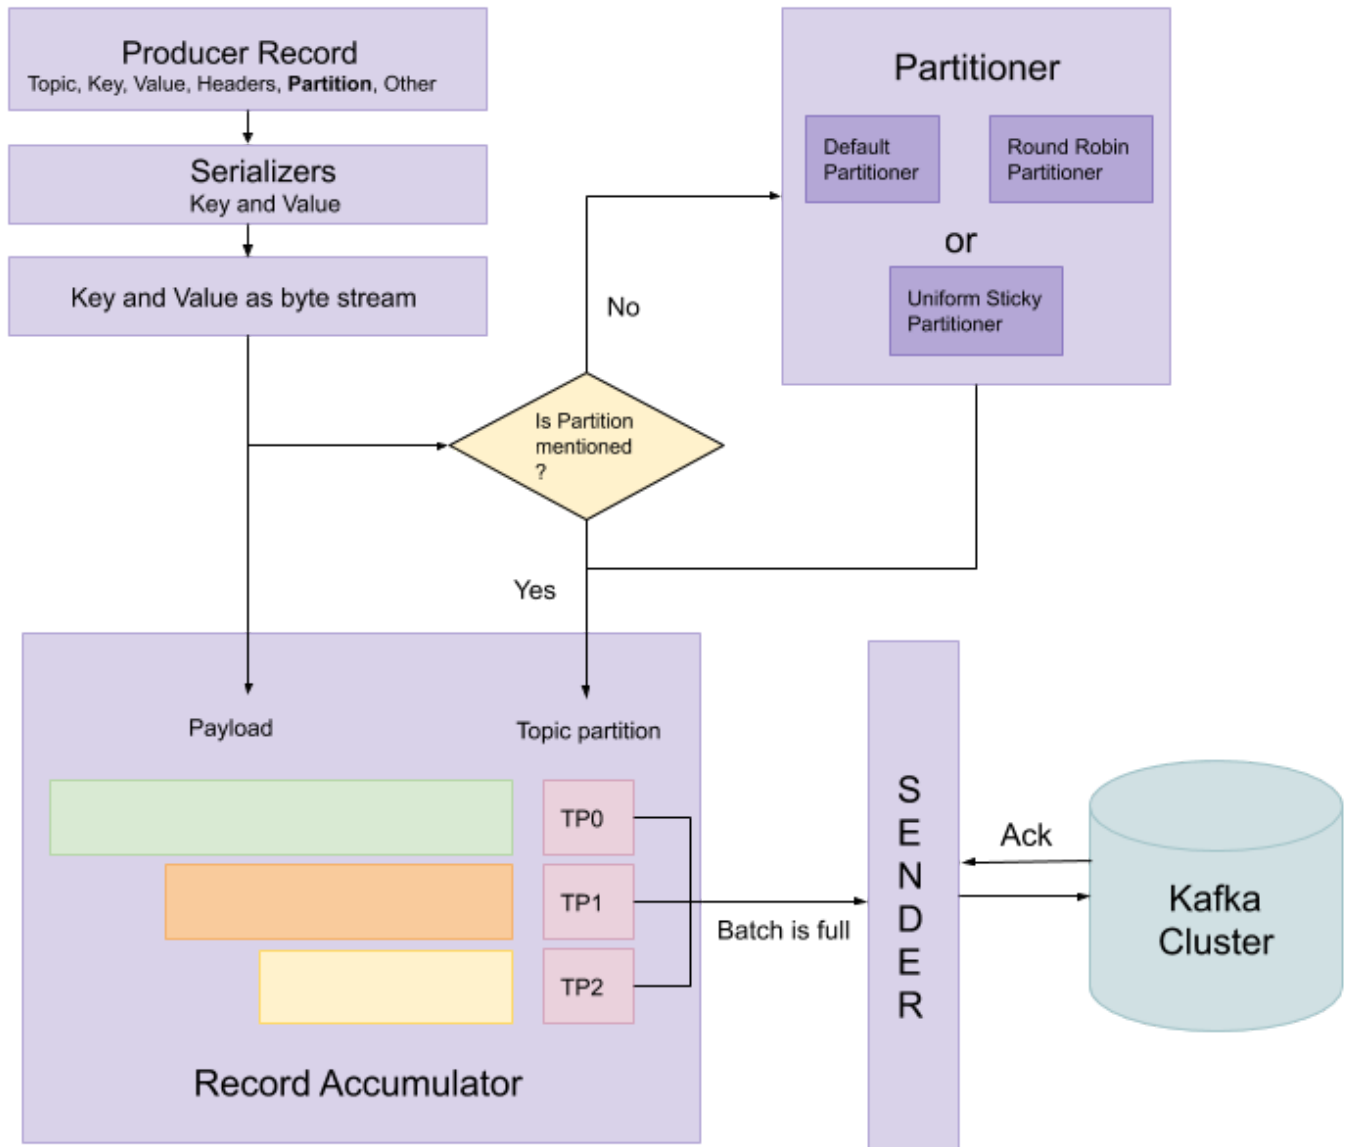 Producer Record
Topic, Key, Value, Headers, Partition, Other
Serializers
Key and Value
Key and Value as byte stream
Partitioner
Default
Partitioner
Round Robin
Partitioner
or
Uniform Sticky
Partitioner
No
Is Partition
mentioned
?
Yes
Payload
Topic partition
TP0
TP1
TP2
Record Accumulator
Batch is full
S
E
N
D
E
R
Ack
Kafka
Cluster